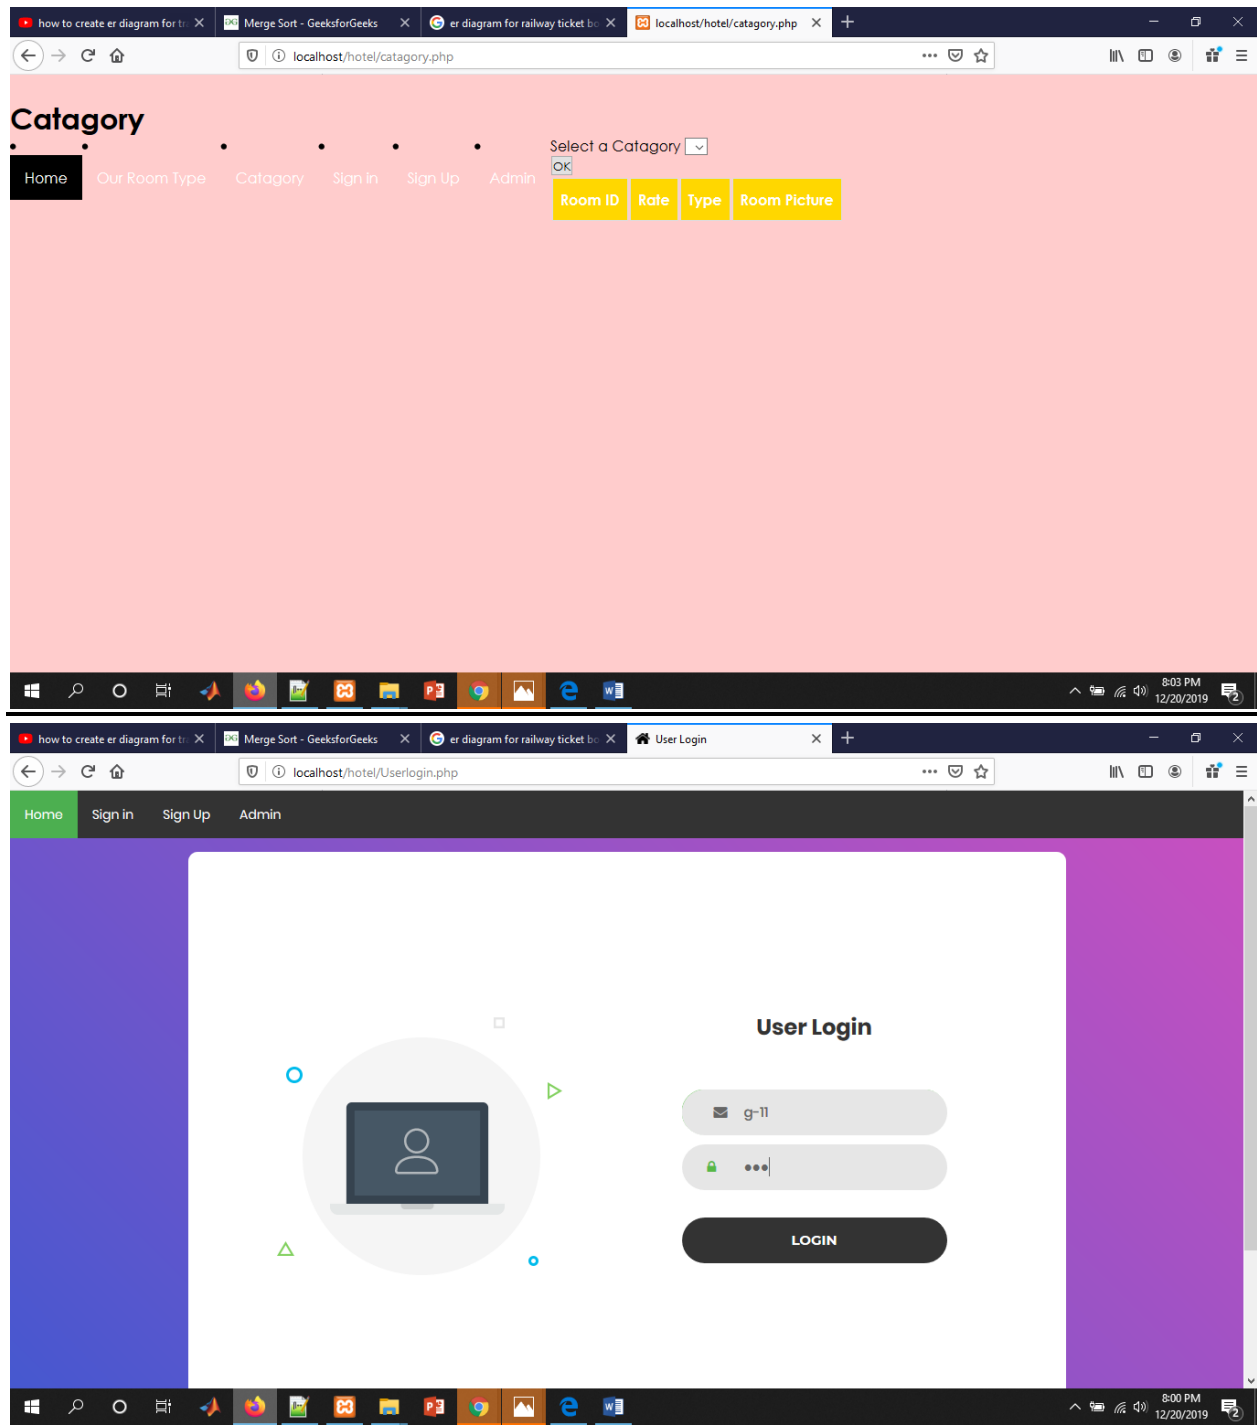 how to create er diagram for tr
Merge Sort - GeeksforGeeks
er diagram for railway ticket bo
localhost/hotel/catagory.php
localhost/hotel/catagory.php
Catagory
Select a Catagory
OK
Home Our Room Type Catagory Sign in Sign Up Admin
Room ID Rate Type Room Picture
8:03 PM
12/20/2019
2
how to create er diagram for tr
Merge Sort - GeeksforGeeks
er diagram for railway ticket bo
User Login
localhost/hotel/Userlogin.php
Home Sign in Sign Up Admin
User Login
g-11
LOGIN
8:00 PM
12/20/2019
2